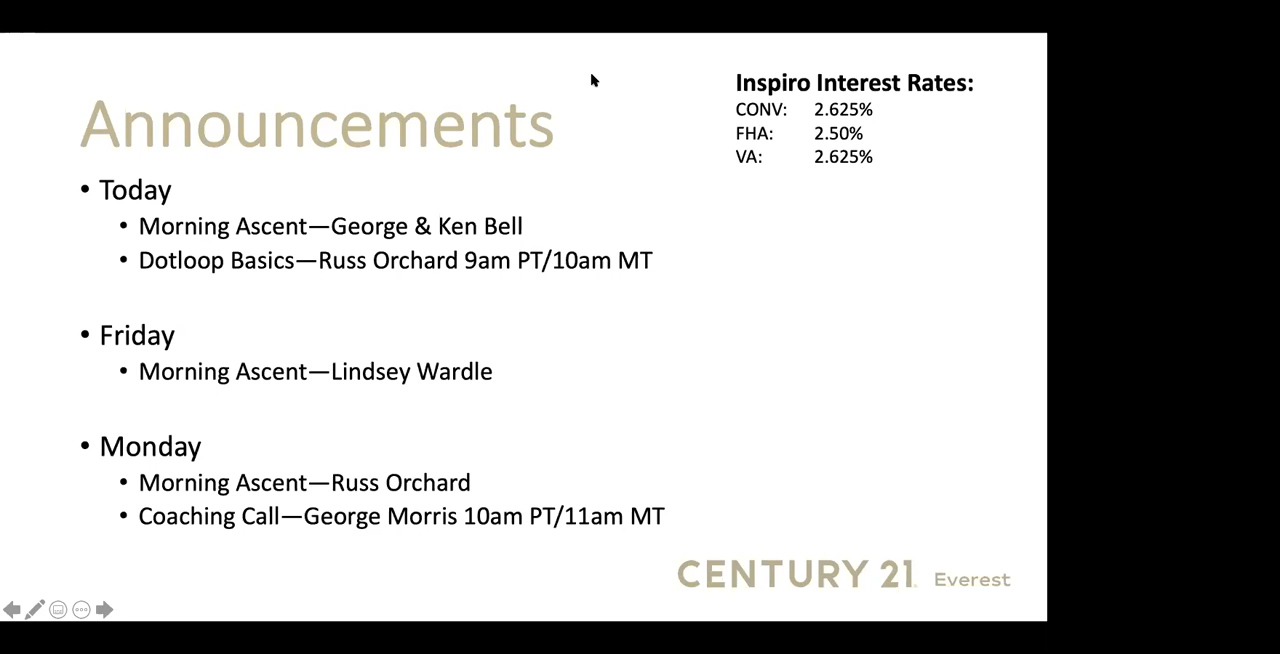 Announcements
Inspiro Interest Rates:
CONV: 2.625%
FHA: 2.50%
VA: 2.625%
• Today
• Morning Ascent—George & Ken Bell
• Dotloop Basics—Russ Orchard 9am PT/10am MT
• Friday
• Morning Ascent—Lindsey Wardle
• Monday
• Morning Ascent—Russ Orchard
• Coaching Call—George Morris 10am PT/11am MT
CENTURY 21. Everest